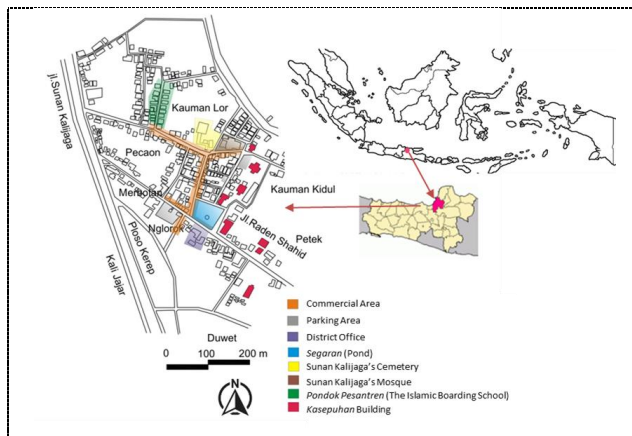 jl.Sunan Kalijaga
Kauman Lor
Pecaon
Kauman Kidul
Jl.Raden Shahid
Petek
Nglorok
Ploso Kerep
Kali Jajar
Duwet
0 100 200 m
N
Commercial Area
Parking Area
District Office
Segaran (Pond)
Sunan Kalijaga's Cemetery
Sunan Kalijaga's Mosque
Pondok Pesantren (The Islamic Boarding School)
Kasepuhan Building